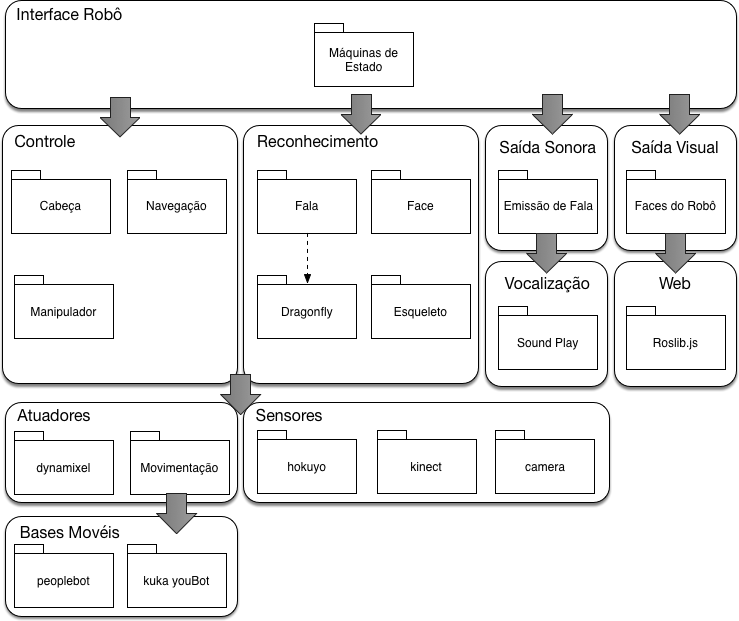 Interface Robô
Máquinas de
Estado
Controle
Cabeça
Navegação
Manipulador
Reconhecimento
Fala
Face
Dragonfly
Esqueleto
Saída Sonora
Emissão de Fala
Saída Visual
Faces do Robô
Vocalização
Sound Play
Web
Roslib.js
Atuadores
dynamixel
Movimentação
Sensores
hokuyo
kinect
camera
Bases Movéis
peoplebot
kuka youBot